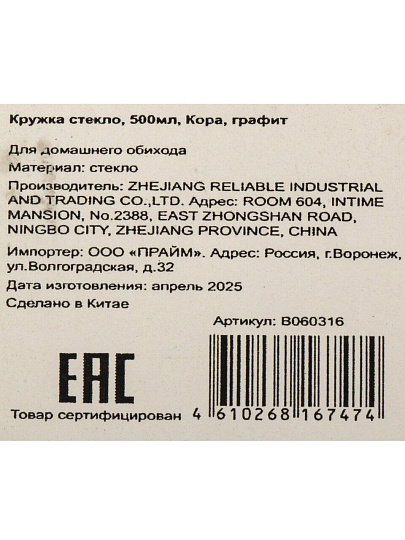 Кружка стекло, 500мл, Кора, графит
Для домашнего обихода
Материал: стекло
Производитель: ZHEJIANG RELIABLE INDUSTRIAL
AND TRADING CO.,LTD. Адрес: ROOM 604, INTIME
MANSION, No.2388, EAST ZHONGSHAN ROAD,
NINGBO CITY, ZHEJIANG PROVINCE, CHINA
Импортер: ООО «ПРАЙМ». Адрес: Россия, г.Воронеж,
ул.Волгоградская, д.32
Дата изготовления: апрель 2025
Сделано в Китае
Артикул: B060316
EAC
Товар сертифицирован
4 610268 167474